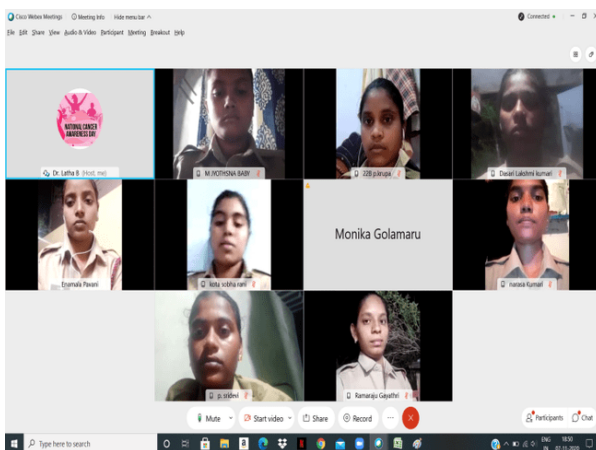 Cisco Webex Meetings Meeting Info Hide menu bar Connected
File Edit Share View Audio & Video Participant Meeting Breakout Help
NATIONAL CANCER
AWARENESS DAY
Dr. Latha B (Host, me)
M JYOTHSNA BABY
22B p.krupa
Dasari Lakshmi kumari
Enamala Pavani
kota sobha rani
Monika Golamaru
narasa Kumari
p. sridevi
Ramaraju Gayathri
Mute Start video Share Record Participants Chat
Type here to search
ENG 18:50
IN